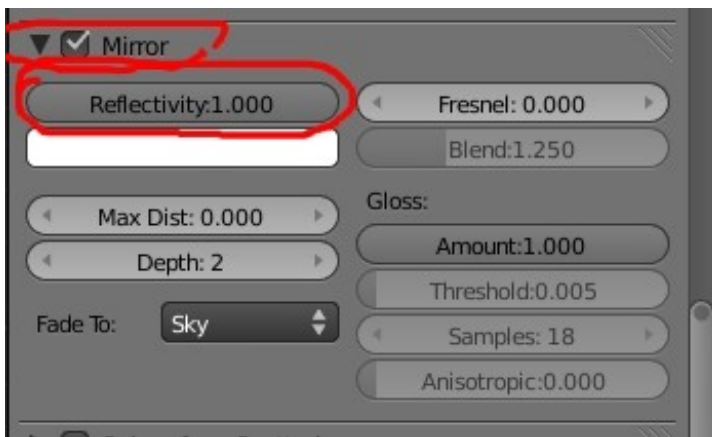 Mirror
Reflectivity:1.000
Fresnel: 0.000
Blend:1.250
Max Dist: 0.000
Gloss:
Depth: 2
Amount:1.000
Threshold:0.005
Fade To: Sky
Samples: 18
Anisotropic:0.000